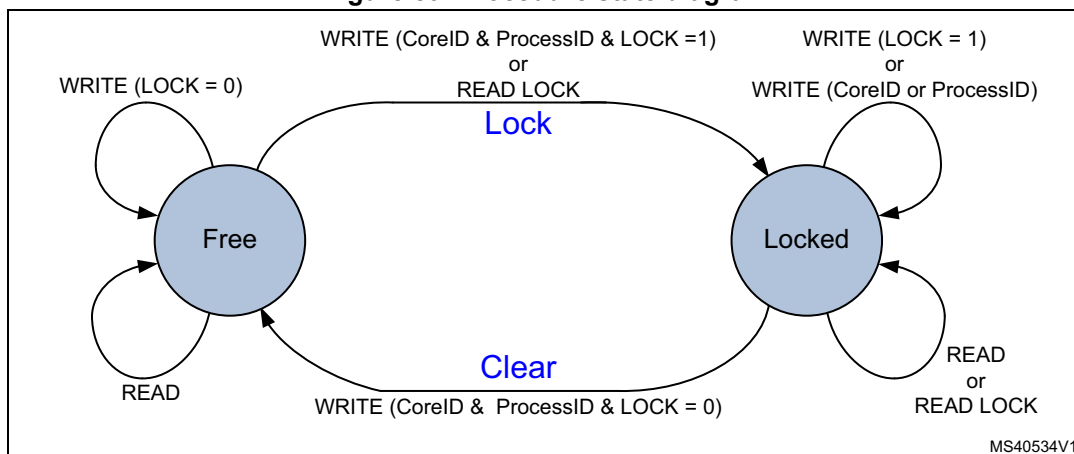 WRITE (CoreID & ProcessID & LOCK =1)
or
READ LOCK
Lock
WRITE (LOCK = 1)
or
WRITE (CoreID or ProcessID)
WRITE (LOCK = 0)
Free
Locked
READ
Clear
WRITE (CoreID & ProcessID & LOCK = 0)
READ
or
READ LOCK
MS40534V1